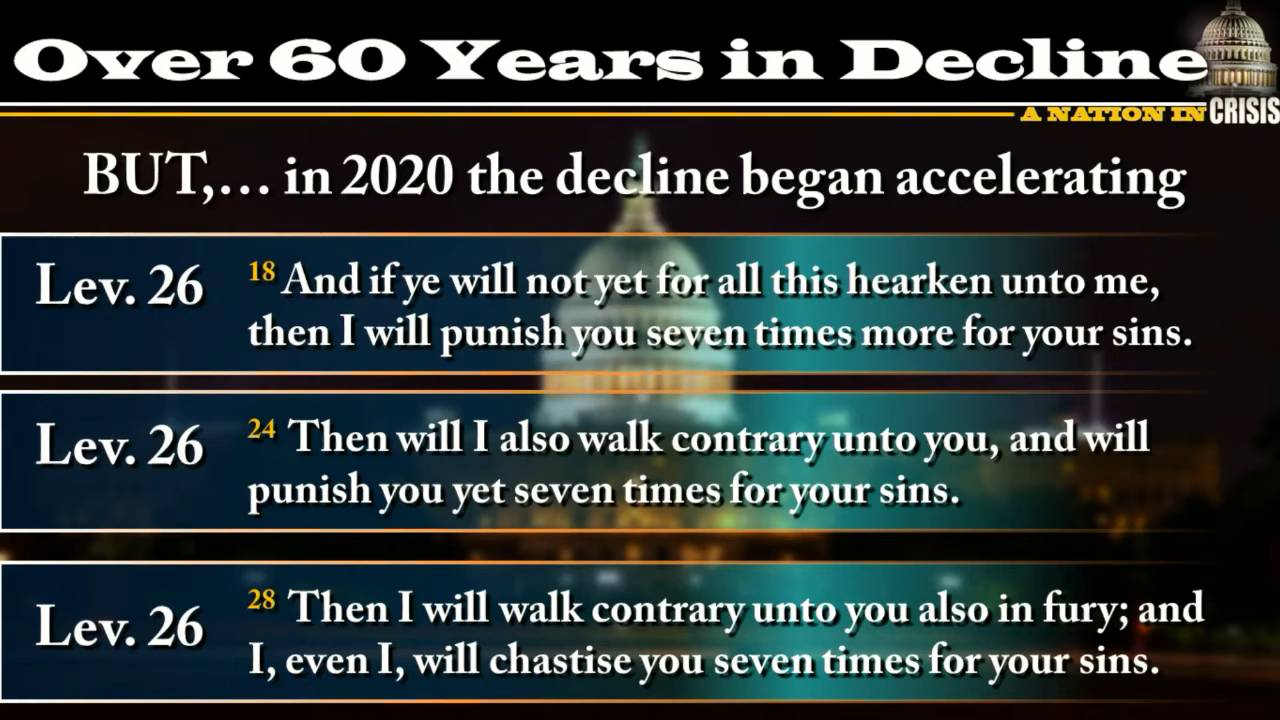 Over 60 Years in Decline
A NATION IN CRISIS
BUT,… in 2020 the decline began accelerating
Lev. 26
18 And if ye will not yet for all this hearken unto me,
then I will punish you seven times more for your sins.
Lev. 26
24 Then will I also walk contrary unto you, and will
punish you yet seven times for your sins.
Lev. 26
28 Then I will walk contrary unto you also in fury; and
I, even I, will chastise you seven times for your sins.